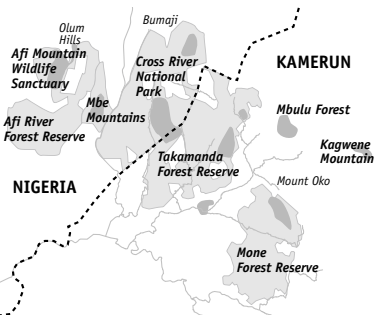 Olum
Hills
Bumaji
Afi Mountain
Wildlife
Sanctuary
Cross River
National
Park
KAMERUN
Mbe
Mountains
Mbulu Forest
Afi River
Forest Reserve
Kagwene
Mountain
Takamanda
Forest Reserve
Mount Oko
NIGERIA
Mone
Forest Reserve